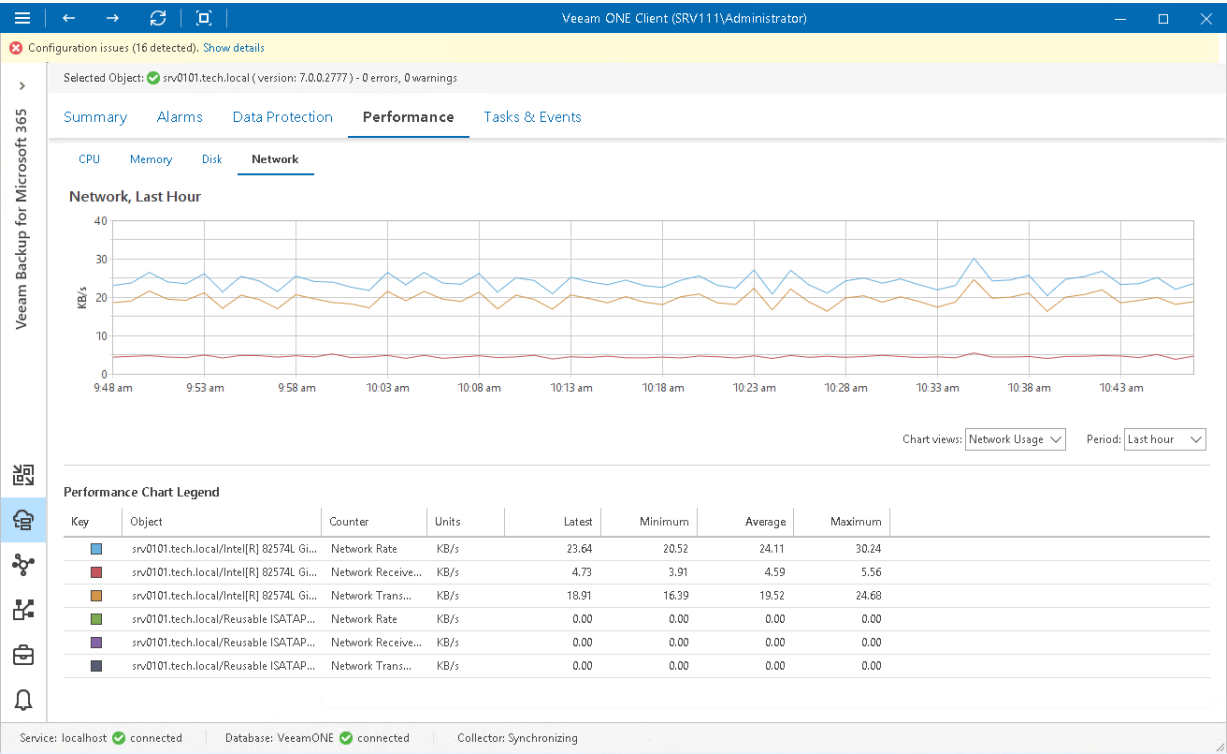 Veeam ONE Client (SRV111\Administrator)
Configuration issues (16 detected). Show details
Veeam Backup for Microsoft 365
Selected Object: srv0101.tech.local ( version: 7.0.0.2777 ) - 0 errors, 0 warnings
Summary Alarms Data Protection Performance Tasks & Events
CPU Memory Disk Network
Network, Last Hour
40
30
20
10
0
KB/s
9:48 am 9:53 am 9:58 am 10:03 am 10:08 am 10:13 am 10:18 am 10:23 am 10:28 am 10:33 am 10:38 am 10:43 am
Chart views: Network Usage Period: Last hour
Performance Chart Legend
Key Object Counter Units Latest Minimum Average Maximum
srv0101.tech.local/Intel[R] 82574L Gi... Network Rate KB/s 23.64 20.52 24.11 30.24
srv0101.tech.local/Intel[R] 82574L Gi... Network Receive... KB/s 4.73 3.91 4.59 5.56
srv0101.tech.local/Intel[R] 82574L Gi... Network Trans... KB/s 18.91 16.39 19.52 24.68
srv0101.tech.local/Reusable ISATAP... Network Rate KB/s 0.00 0.00 0.00 0.00
srv0101.tech.local/Reusable ISATAP... Network Receive... KB/s 0.00 0.00 0.00 0.00
srv0101.tech.local/Reusable ISATAP... Network Trans... KB/s 0.00 0.00 0.00 0.00
Service: localhost connected Database: VeeamONE connected Collector: Synchronizing